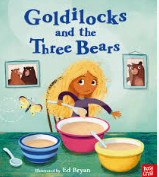 Goldilocks
and the
Three Bears
Illustrated by Ed Bryan
nosy
crow